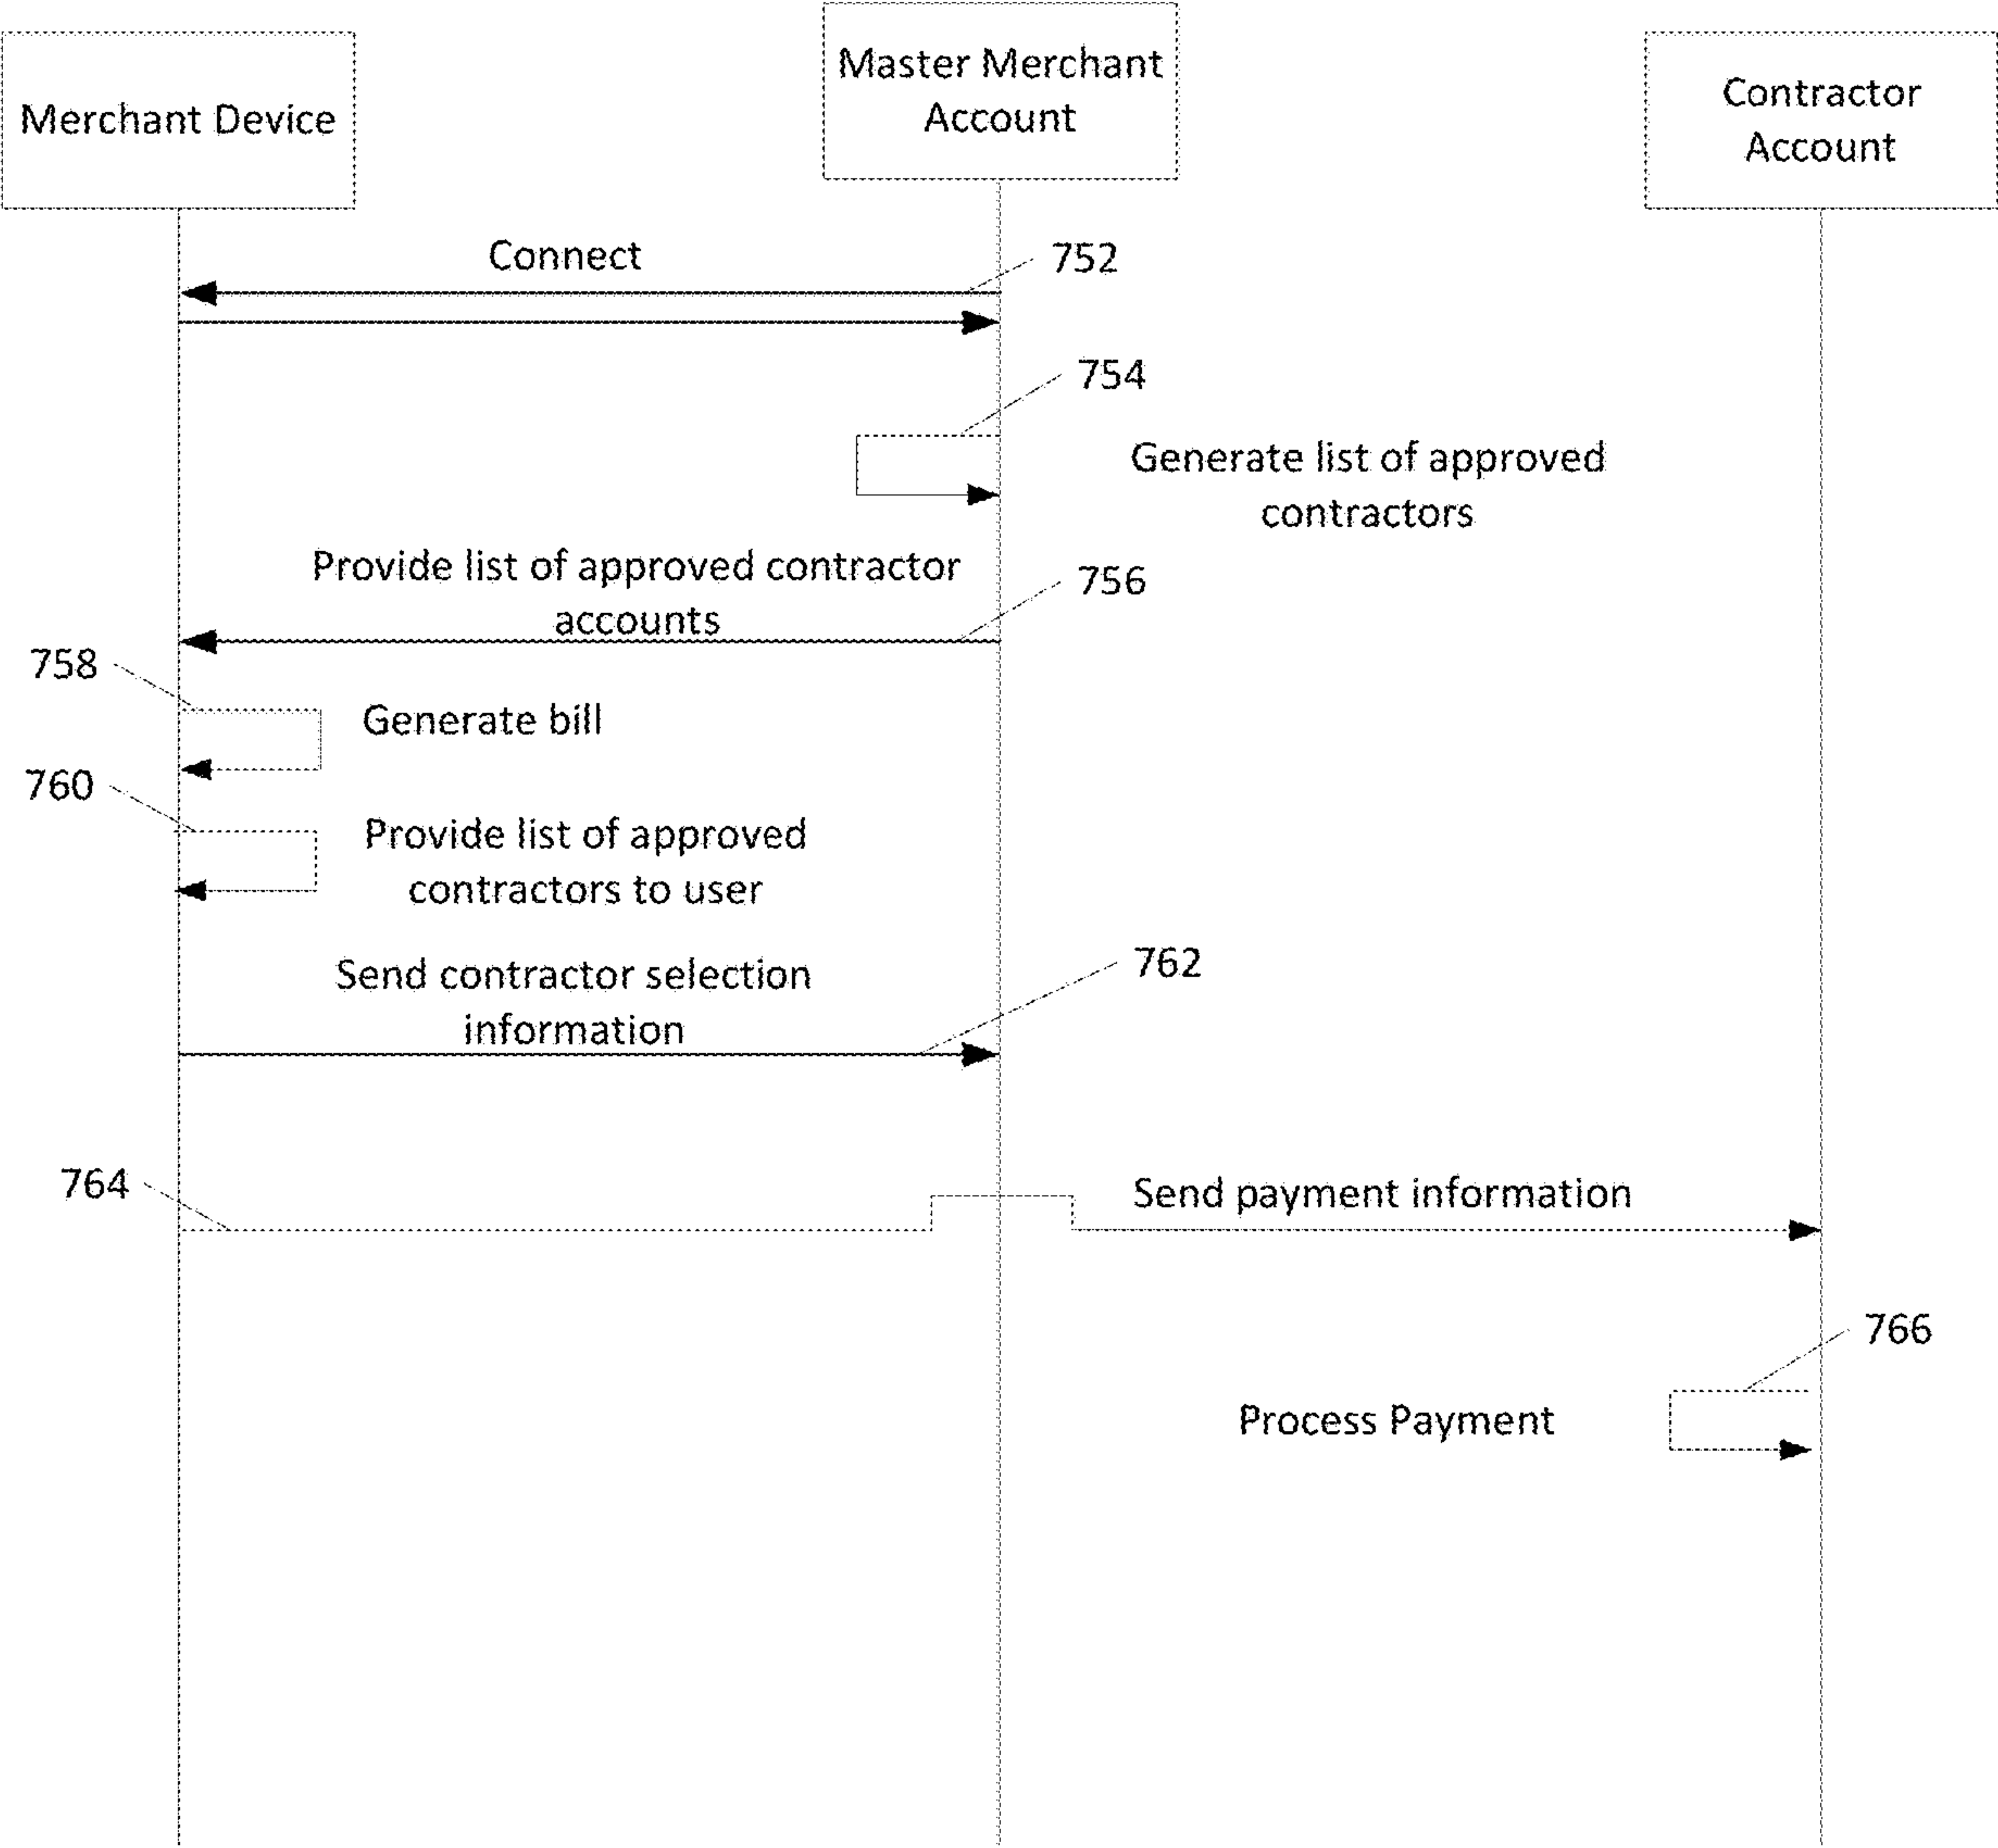 Merchant Device
Master Merchant
Account
Contractor
Account
Connect
752
754
Generate list of approved
contractors
Provide list of approved contractor
accounts
756
758
Generate bill
760
Provide list of approved
contractors to user
Send contractor selection
information
762
764
Send payment information
766
Process Payment